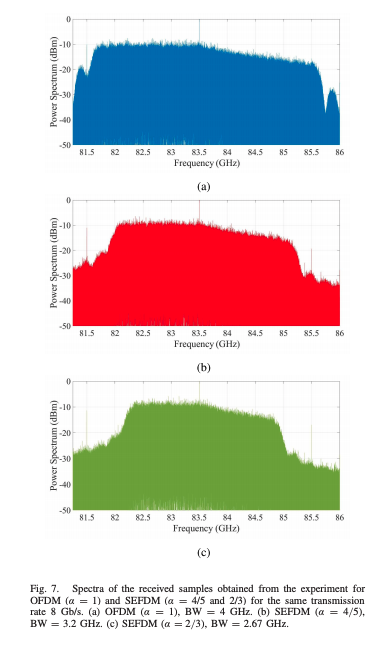 0
-10
-20
-30
-40
-50
Power Spectrum (dBm)
81.5 82 82.5 83 83.5 84 84.5 85 85.5 86
Frequency (GHz)
(a)
0
-10
-20
-30
-40
-50
Power Spectrum (dBm)
81.5 82 82.5 83 83.5 84 84.5 85 85.5 86
Frequency (GHz)
(b)
0
-10
-20
-30
-40
-50
Power Spectrum (dBm)
81.5 82 82.5 83 83.5 84 84.5 85 85.5 86
Frequency (GHz)
(c)
Fig. 7. Spectra of the received samples obtained from the experiment for
OFDM (α = 1) and SEFDM (α = 4/5 and 2/3) for the same transmission
rate 8 Gb/s. (a) OFDM (α = 1), BW = 4 GHz. (b) SEFDM (α = 4/5),
BW = 3.2 GHz. (c) SEFDM (α = 2/3), BW = 2.67 GHz.